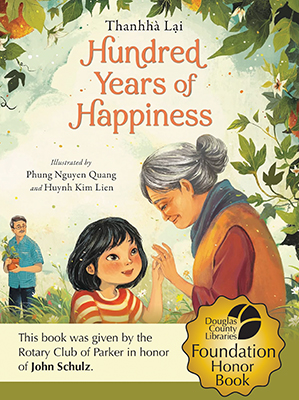 Thanhhà Lại
Hundred
Years of
Happiness
Illustrated by
Phung Nguyen Quang
and Huynh Kim Lien
This book was given by the
Rotary Club of Parker in honor
of John Schulz.
Douglas
County
Libraries
Foundation
Honor
Book